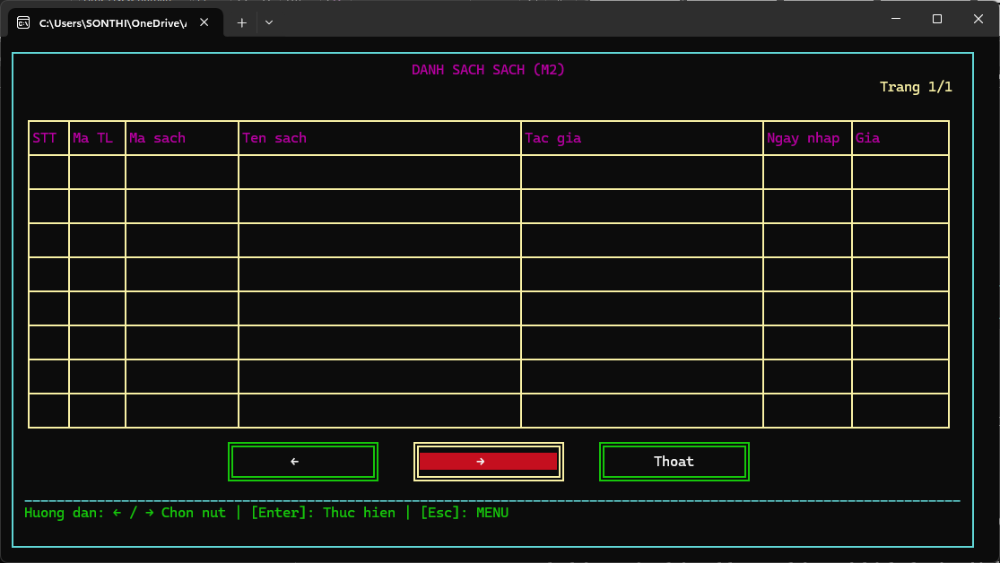 C:\Users\SONTHI\OneDrive\
DANH SACH SACH (M2)
Trang 1/1
STT Ma TL Ma sach Ten sach Tac gia Ngay nhap Gia
← → Thoat
Huong dan: ← / → Chon nut | [Enter]: Thuc hien | [Esc]: MENU